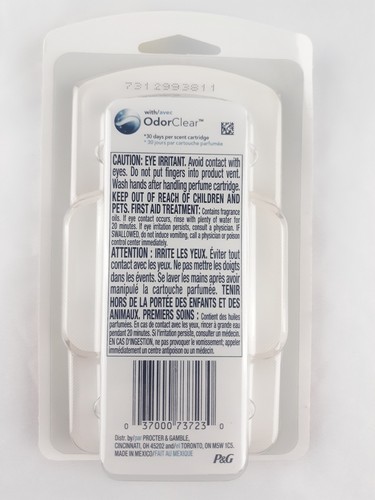 7312993811
with/avec
OdorClear™
*30 days per scent cartridge
* 30 jours par cartouche parfumée
CAUTION: EYE IRRITANT. Avoid contact with
eyes. Do not put fingers into product vent.
Wash hands after handling perfume cartridge.
KEEP OUT OF REACH OF CHILDREN AND
PETS. FIRST AID TREATMENT: Contains fragrance
oils. If eye contact occurs, rinse with plenty of water for
20 minutes. If eye irritation persists, consult a physician. IF
SWALLOWED, do not induce vomiting, call a physician or poison
control center immediately.
ATTENTION : IRRITE LES YEUX. Éviter tout
contact avec les yeux. Ne pas mettre les doigts
dans les évents. Se laver les mains après avoir
manipulé la cartouche parfumée. TENIR
HORS DE LA PORTÉE DES ENFANTS ET DES
ANIMAUX. PREMIERS SOINS : Contient des huiles
parfumées. En cas de contact avec les yeux, rincer à grande eau
pendant 20 minutes. Si l'irritation persiste, consulter un médecin.
EN CAS D'INGESTION, ne pas provoquer le vomissement; appeler
immédiatement un centre antipoison ou un médecin.
0 37000 73723 0
Distr. by/par PROCTER & GAMBLE,
CINCINNATI, OH 45202 and/et TORONTO, ON M5W 1C5.
MADE IN MEXICO/FAIT AU MEXIQUE
P&G